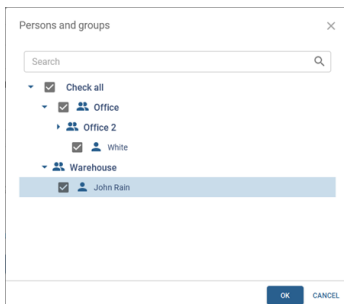 Persons and groups
Search
Check all
Office
Office 2
White
Warehouse
John Rain
OK CANCEL